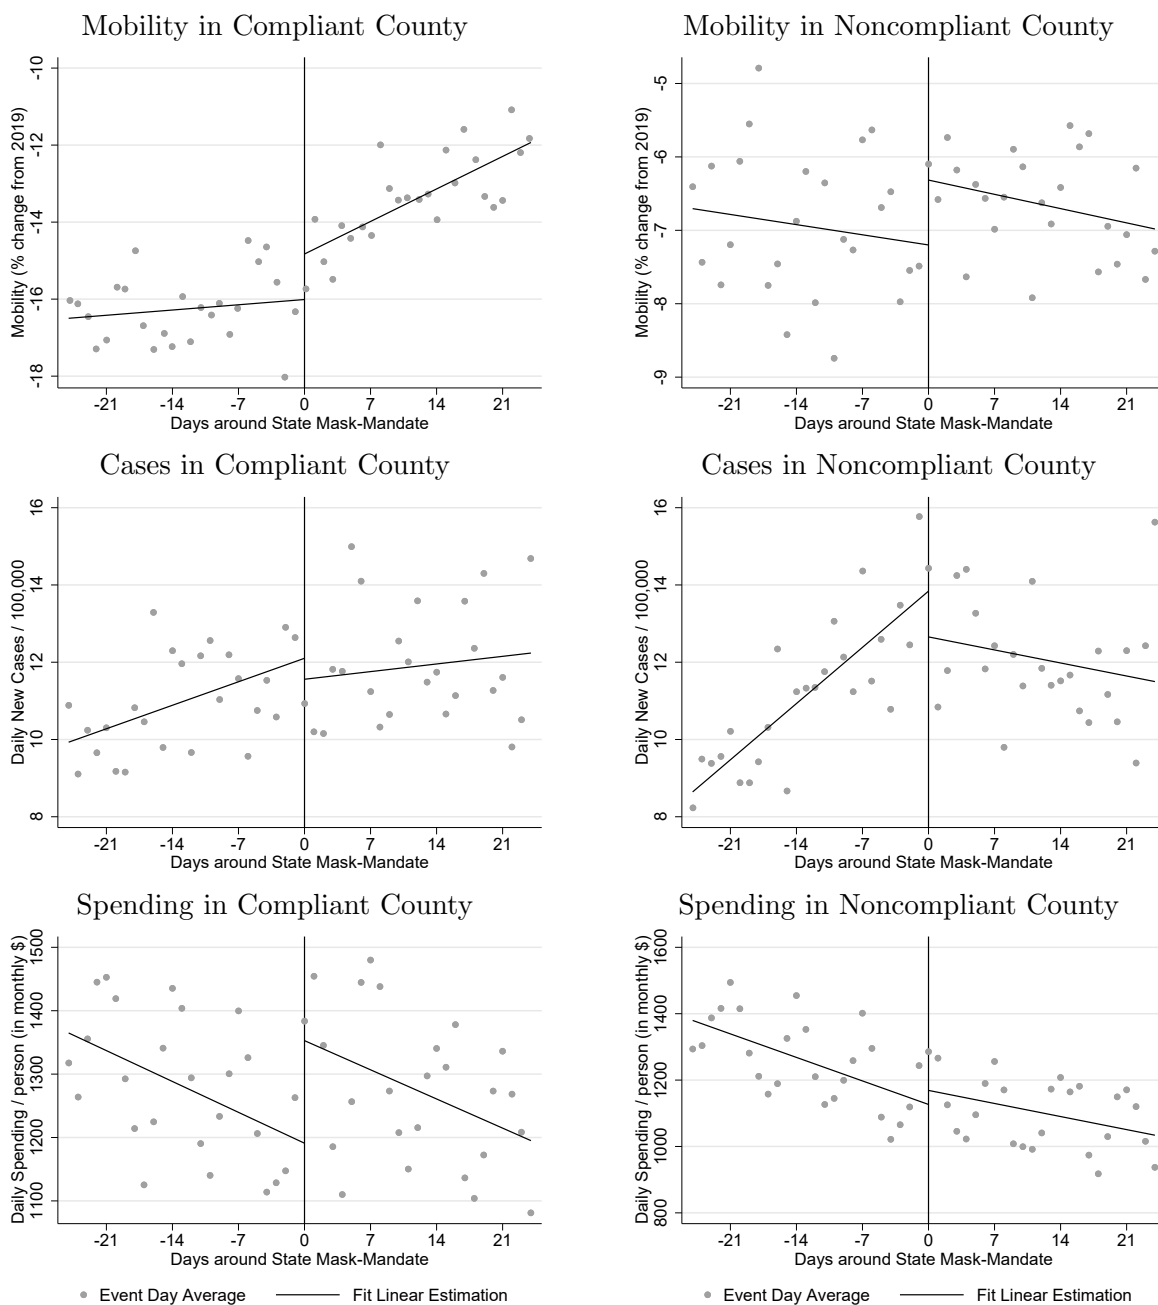 Mobility in Compliant County
Mobility (% change from 2019)
-10
-12
-14
-16
-18
-21 -14 -7 0 7 14 21
Days around State Mask-Mandate
Mobility in Noncompliant County
Mobility (% change from 2019)
-5
-6
-7
-8
-9
-21 -14 -7 0 7 14 21
Days around State Mask-Mandate
Cases in Compliant County
Daily New Cases / 100,000
16
14
12
10
8
-21 -14 -7 0 7 14 21
Days around State Mask-Mandate
Cases in Noncompliant County
Daily New Cases / 100,000
16
14
12
10
8
-21 -14 -7 0 7 14 21
Days around State Mask-Mandate
Spending in Compliant County
Daily Spending / person (in monthly $)
1500
1400
1300
1200
1100
-21 -14 -7 0 7 14 21
Days around State Mask-Mandate
Event Day Average Fit Linear Estimation
Spending in Noncompliant County
Daily Spending / person (in monthly $)
1600
1400
1200
1000
800
-21 -14 -7 0 7 14 21
Days around State Mask-Mandate
Event Day Average Fit Linear Estimation